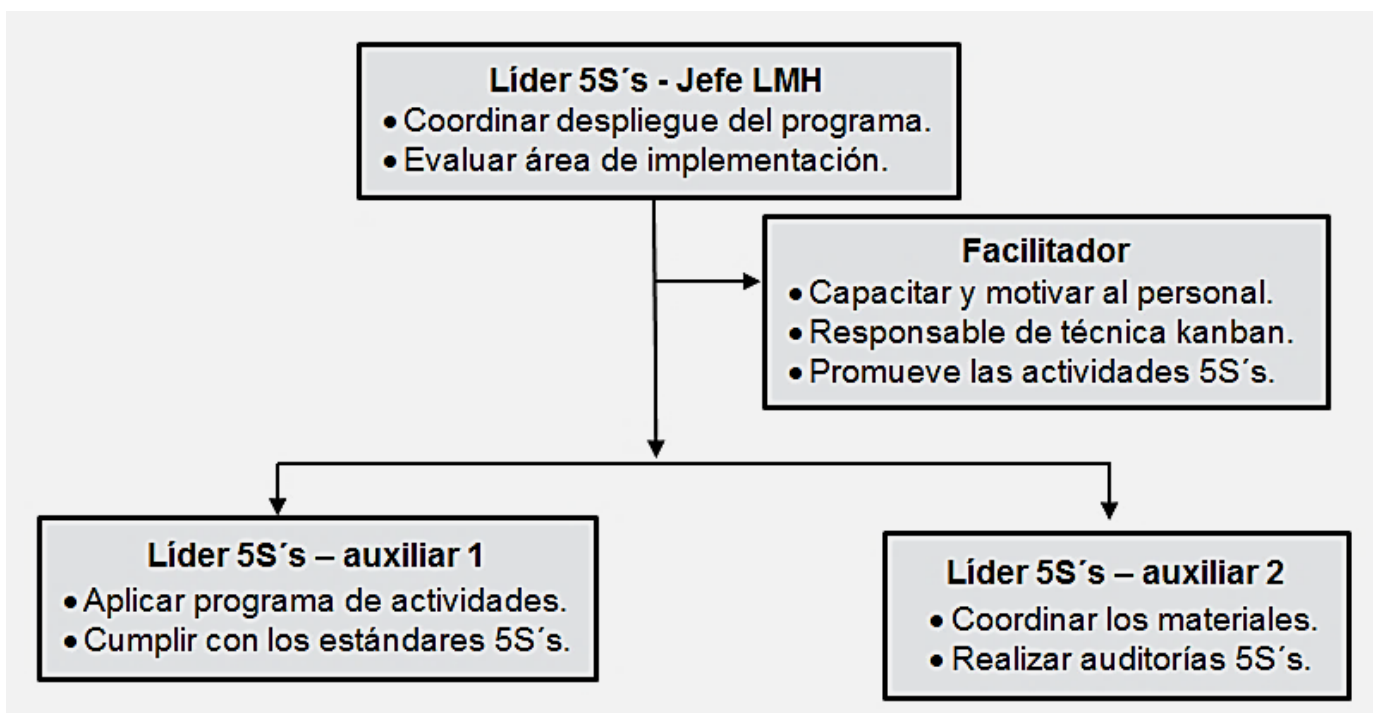 Líder 5S´s - Jefe LMH
• Coordinar despliegue del programa.
• Evaluar área de implementación.
Facilitador
• Capacitar y motivar al personal.
• Responsable de técnica kanban.
• Promueve las actividades 5S´s.
Líder 5S´s – auxiliar 1
• Aplicar programa de actividades.
• Cumplir con los estándares 5S´s.
Líder 5S´s – auxiliar 2
• Coordinar los materiales.
• Realizar auditorías 5S´s.